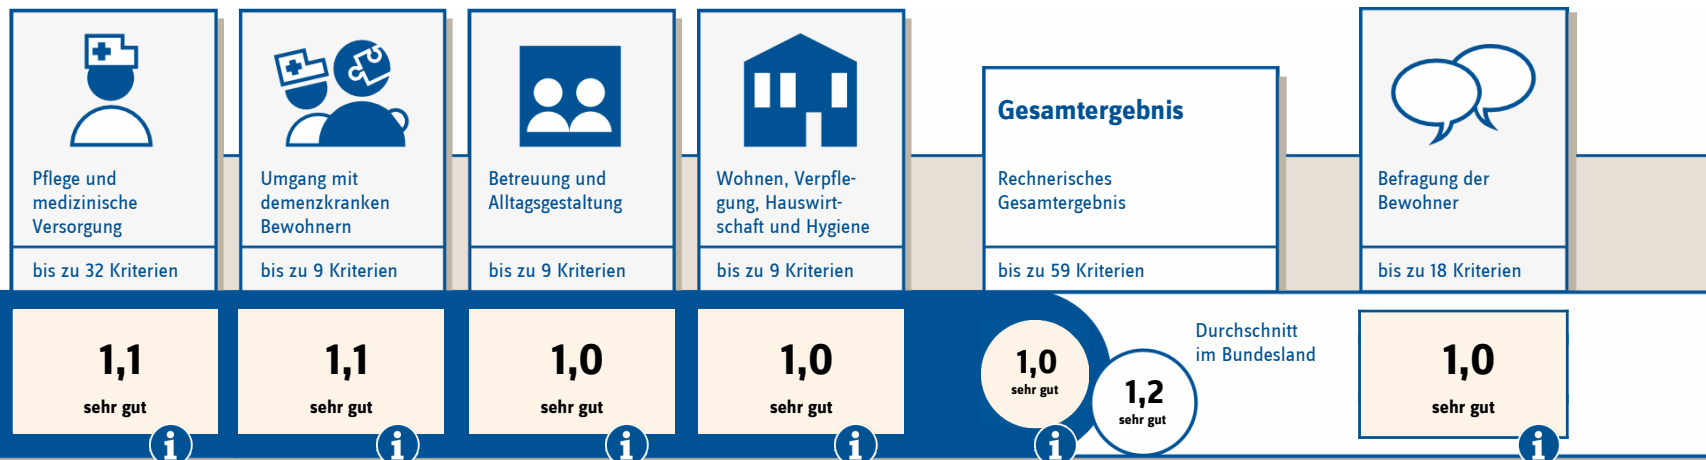 Pflege und
medizinische
Versorgung
bis zu 32 Kriterien
1,1
sehr gut
i
Umgang mit
demenzkranken
Bewohnern
bis zu 9 Kriterien
1,1
sehr gut
i
Betreuung und
Alltagsgestaltung
bis zu 9 Kriterien
1,0
sehr gut
i
Wohnen, Verpfle-
gung, Hauswirt-
schaft und Hygiene
bis zu 9 Kriterien
1,0
sehr gut
i
Gesamtergebnis
Rechnerisches
Gesamtergebnis
bis zu 59 Kriterien
1,0
sehr gut
i
Durchschnitt
im Bundesland
1,2
sehr gut
Befragung der
Bewohner
bis zu 18 Kriterien
1,0
sehr gut
i